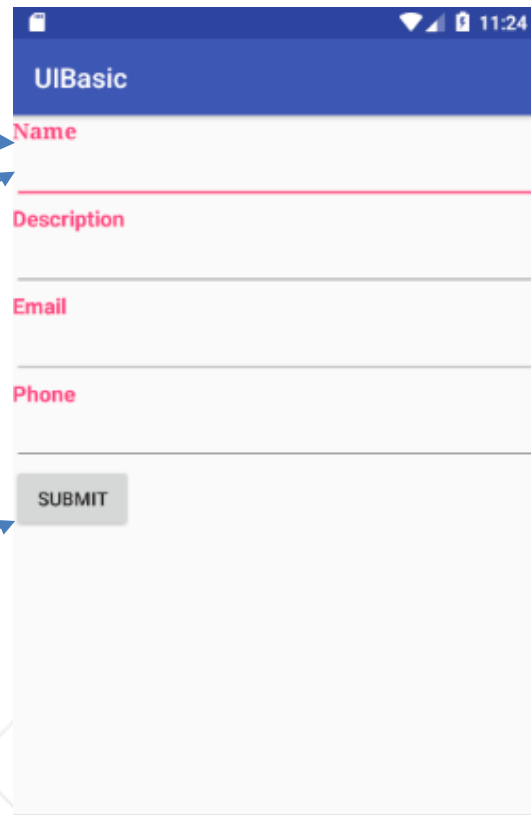 11:24
UIBasic
Name
Description
Email
Phone
SUBMIT